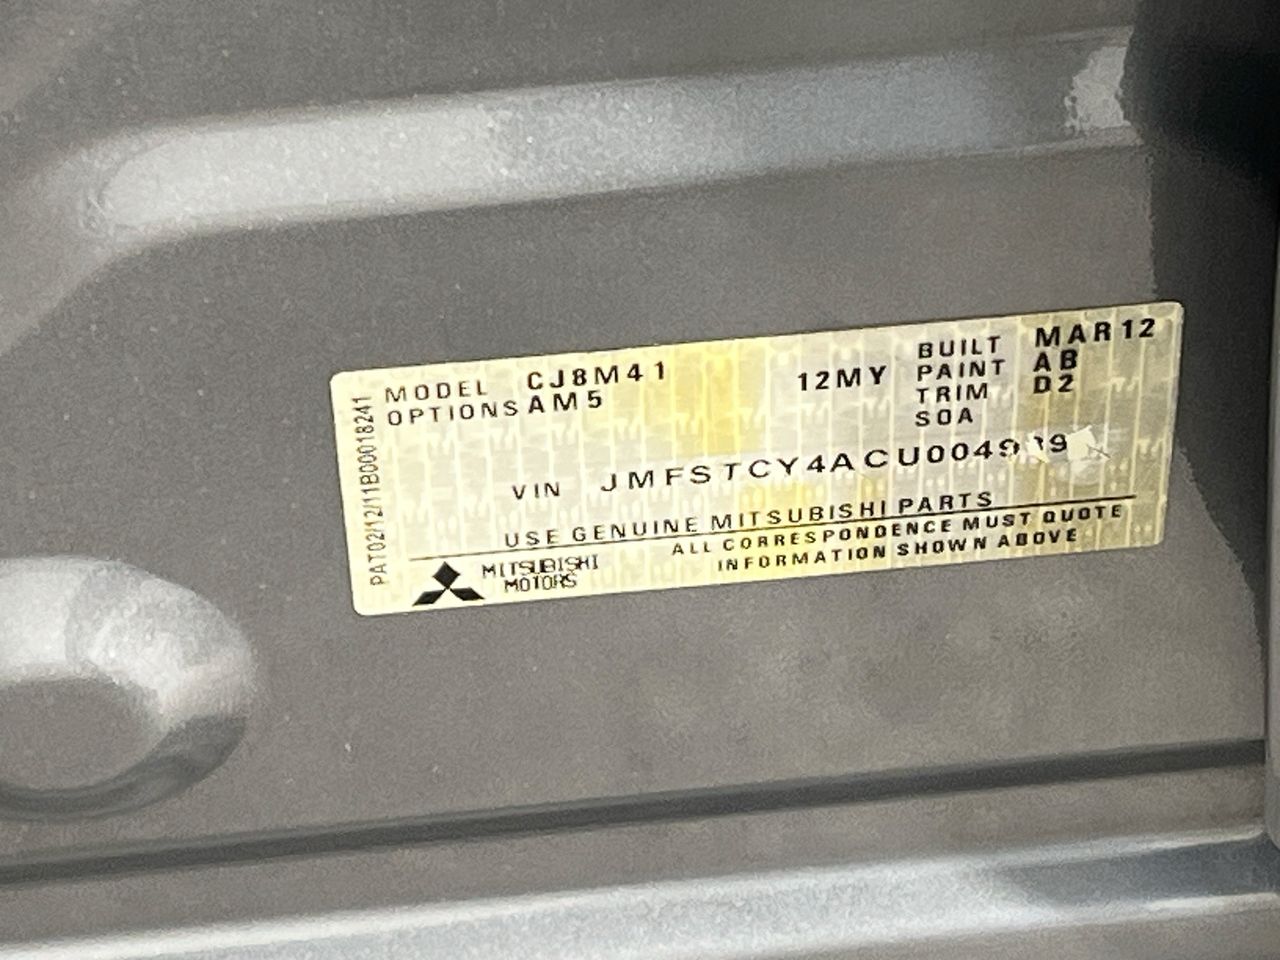 PAT02/12/11B00018241
MODEL CJ8M41 12MY BUILT MAR12
OPTIONS AM5 PAINT AB
TRIM D2
SOA
VIN
USE GENUINE MITSUBISHI PARTS
MITSUBISHI MOTORS
ALL CORRESPONDENCE MUST QUOTE
INFORMATION SHOWN ABOVE